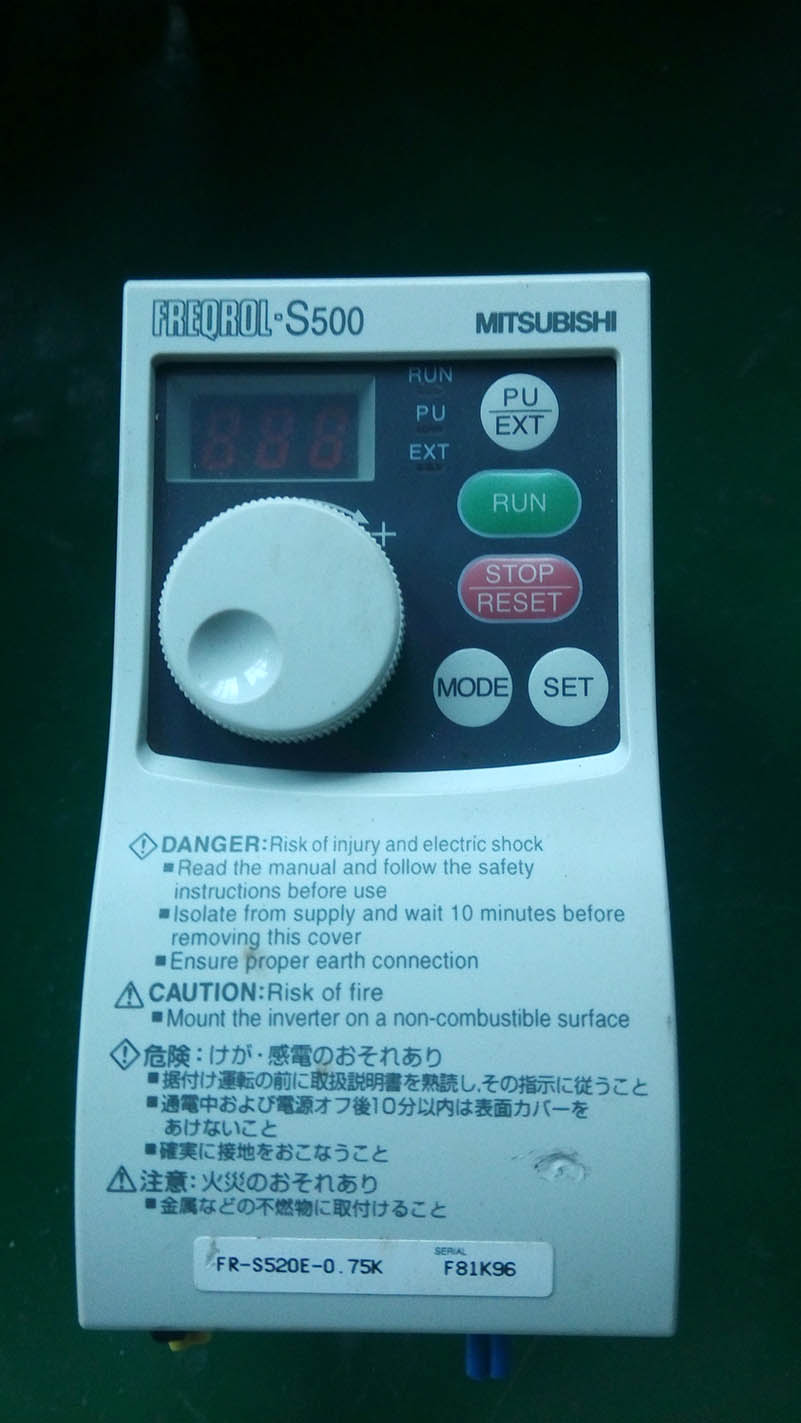 FREQROL-S500 MITSUBISHI
RUN
PU
EXT
PU
EXT
RUN
+
STOP
RESET
MODE SET
DANGER:Risk of injury and electric shock
■Read the manual and follow the safety
instructions before use
■Isolate from supply and wait 10 minutes before
removing this cover
■Ensure proper earth connection
CAUTION:Risk of fire
■Mount the inverter on a non-combustible surface
危険:けが・感電のおそれあり
■据付け運転の前に取扱説明書を熟読し,その指示に従うこと
■通電中および電源オフ後10分以内は表面カバーを
あけないこと
■確実に接地をおこなうこと
注意:火災のおそれあり
■金属などの不燃物に取付けること
SERIAL
FR-S520E-0.75K F81K96